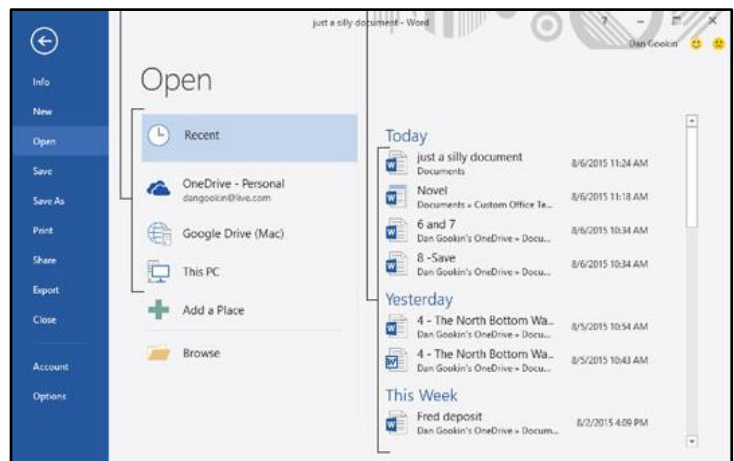 just a silly document - Word
?
Dan Gookin
Info
New
Open
Save
Save As
Print
Share
Export
Close
Account
Options
Open
Recent
OneDrive - Personal
dangookin@live.com
Google Drive (Mac)
This PC
Add a Place
Browse
Today
just a silly document
Documents
8/6/2015 11:24 AM
Novel
Documents » Custom Office Te...
8/6/2015 11:18 AM
6 and 7
Dan Gookin's OneDrive » Docu...
8/6/2015 10:34 AM
8 -Save
Dan Gookin's OneDrive » Docu...
8/6/2015 10:34 AM
Yesterday
4 - The North Bottom Wa...
Dan Gookin's OneDrive » Docu...
8/5/2015 10:54 AM
4 - The North Bottom Wa...
Dan Gookin's OneDrive » Docu...
8/5/2015 10:43 AM
This Week
Fred deposit
Dan Gookin's OneDrive » Docum...
8/2/2015 4:09 PM